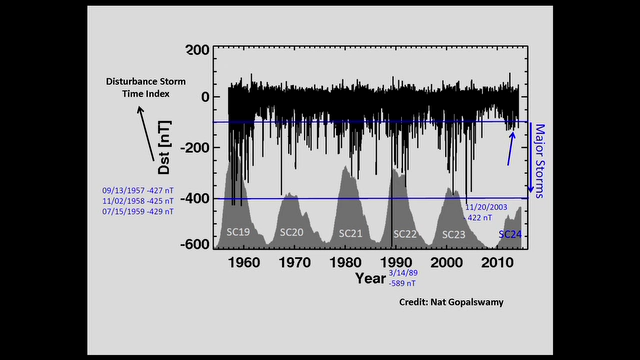 Disturbance Storm
Time Index
Dst [nT]
200
0
-200
-400
-600
09/13/1957 -427 nT
11/02/1958 -425 nT
07/15/1959 -429 nT
SC19
SC20
SC21
SC22
SC23
SC24
11/20/2003
422 nT
Major Storms
1960
1970
1980
1990
2000
2010
Year
3/14/89
-589 nT
Credit: Nat Gopalswamy